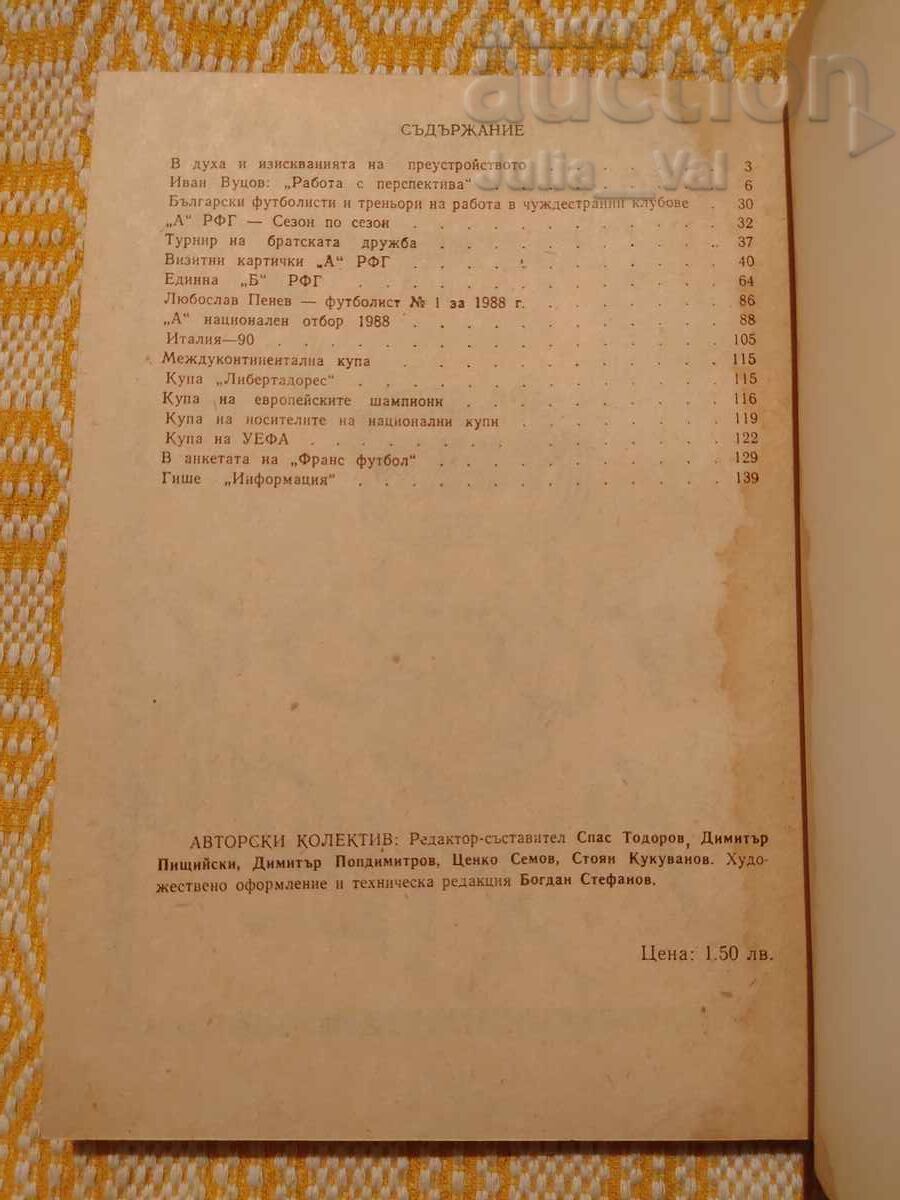 auction
Julia__Val
СЪДЪРЖАНИЕ
В духа и изискванията на преустройството . . . . . . . 3
Иван Вуцов: „Работа с перспектива“ . . . . . . . . . 6
Български футболисти и треньори на работа в чуждестранни клубове . 30
„А“ РФГ — Сезон по сезон . . . . . . . . . . . . 32
Турнир на братската дружба . . . . . . . . . . . 37
Визитни картички „А“ РФГ . . . . . . . . . . . . 40
Единна „Б“ РФГ . . . . . . . . . . . . . . 64
Любослав Пенев — футболист № 1 за 1988 г. . . . . . . . 86
„А“ национален отбор 1988 . . . . . . . . . . . . 88
Италия—90 . . . . . . . . . . . . . . . . . 105
Междуконтинентална купа . . . . . . . . . . . . 115
Купа „Либертадорес“ . . . . . . . . . . . . . . 115
Купа на европейските шампиони . . . . . . . . . . 116
Купа на носителите на национални купи . . . . . . . . 119
Купа на УЕФА . . . . . . . . . . . . . . . 122
В анкетата на „Франс футбол“ . . . . . . . . . . . 129
Гише „Информация“ . . . . . . . . . . . . . . 139
АВТОРСКИ КОЛЕКТИВ: Редактор-съставител Спас Тодоров, Димитър
Пищийски, Димитър Попдимитров, Ценко Семов, Стоян Кукуванов. Худо-
жествено оформление и техническа редакция Богдан Стефанов.
Цена: 1.50 лв.